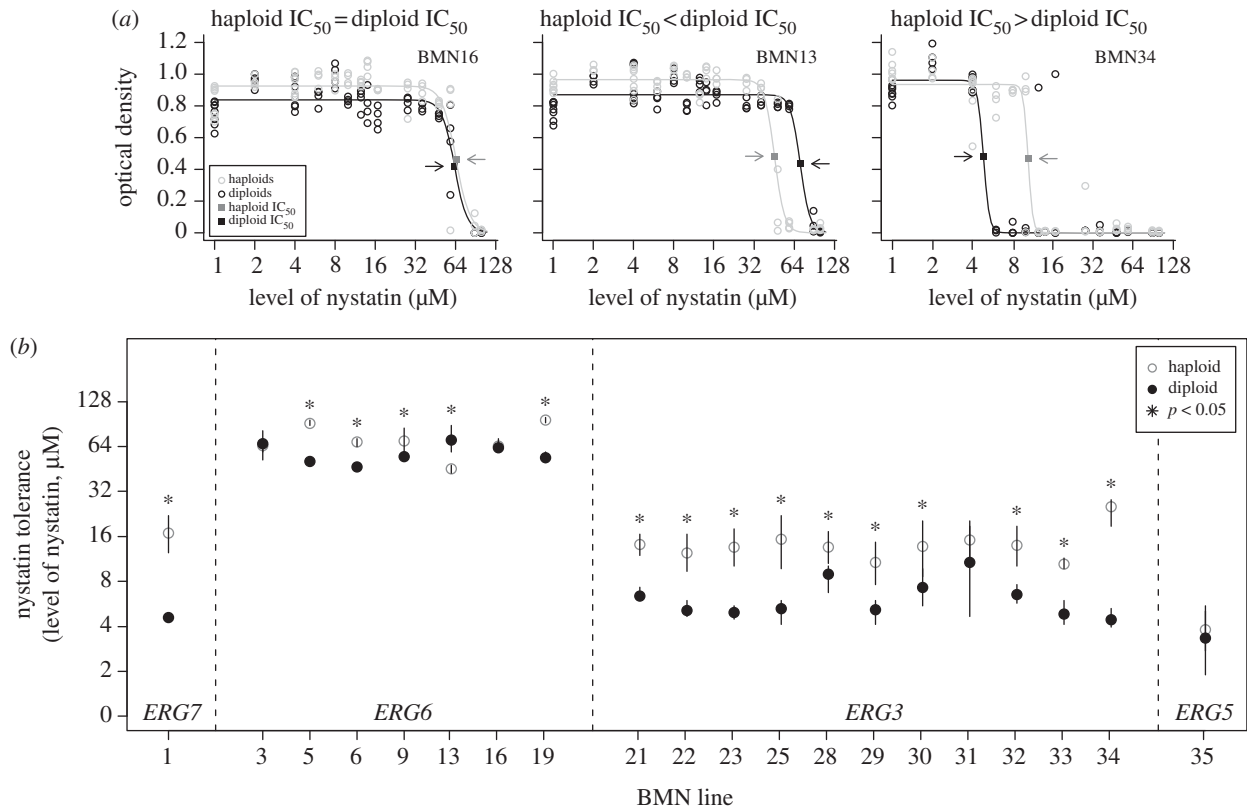 (a)
haploid IC50 = diploid IC50
haploid IC50 < diploid IC50
haploid IC50 > diploid IC50
optical density
1.2
1.0
0.8
0.6
0.4
0.2
0
BMN16
BMN13
BMN34
haploids
diploids
haploid IC50
diploid IC50
1 2 4 8 16 32 64 128
1 2 4 8 16 32 64 128
1 2 4 8 16 32 64 128
level of nystatin (μM)
level of nystatin (μM)
level of nystatin (μM)
(b)
nystatin tolerance
(level of nystatin, μM)
128
64
32
16
8
4
2
0
haploid
diploid
* p < 0.05
* * * * * * * * * * * * * * * *
ERG7
ERG6
ERG3
ERG5
1 3 5 6 9 13 16 19 21 22 23 25 28 29 30 31 32 33 34 35
BMN line